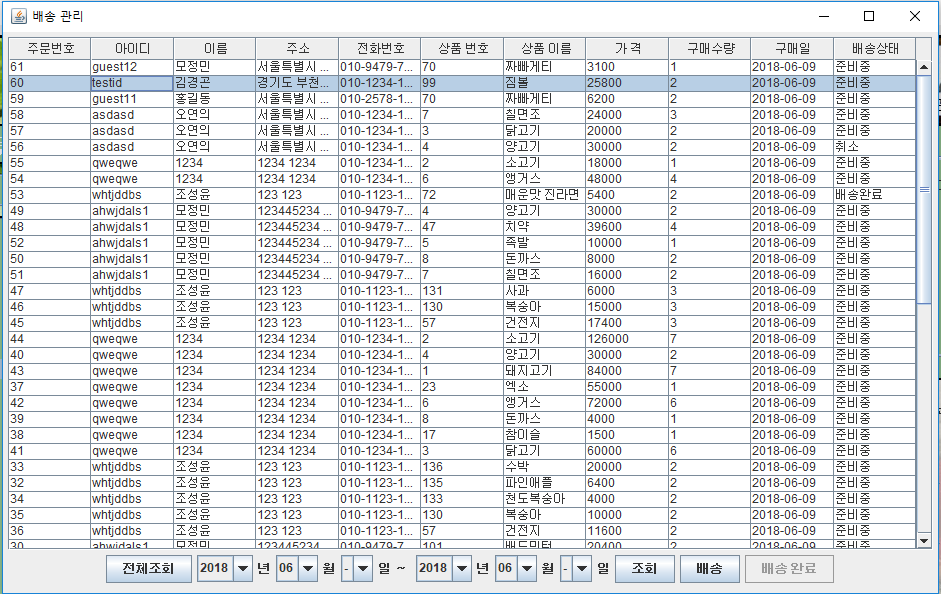 배송 관리
주문번호 아이디 이름 주소 전화번호 상품 번호 상품 이름 가 격 구매수량 구매일 배송상태
61 guest12 모정민 서울특별시 ... 010-9479-7... 70 짜빠게티 3100 1 2018-06-09 준비중
60 testid 김경곤 경기도 부천... 010-1234-1... 99 짐볼 25800 2 2018-06-09 준비중
59 guest11 홍길동 서울특별시 ... 010-2578-1... 70 짜빠게티 6200 2 2018-06-09 준비중
58 asdasd 오연의 서울특별시 ... 010-1234-1... 7 칠면조 24000 3 2018-06-09 준비중
57 asdasd 오연의 서울특별시 ... 010-1234-1... 3 닭고기 20000 2 2018-06-09 준비중
56 asdasd 오연의 서울특별시 ... 010-1234-1... 4 양고기 30000 2 2018-06-09 취소
55 qweqwe 1234 1234 1234 010-1234-1... 2 소고기 18000 1 2018-06-09 준비중
54 qweqwe 1234 1234 1234 010-1234-1... 6 앵거스 48000 4 2018-06-09 준비중
53 whtjddbs 조성윤 123 123 010-1123-1... 72 매운맛 진라면 5400 2 2018-06-09 배송완료
49 ahwjdals1 모정민 123445234 ... 010-9479-7... 4 양고기 30000 2 2018-06-09 준비중
48 ahwjdals1 모정민 123445234 ... 010-9479-7... 47 치약 39600 4 2018-06-09 준비중
52 ahwjdals1 모정민 123445234 ... 010-9479-7... 5 족발 10000 1 2018-06-09 준비중
50 ahwjdals1 모정민 123445234 ... 010-9479-7... 8 돈까스 8000 2 2018-06-09 준비중
51 ahwjdals1 모정민 123445234 ... 010-9479-7... 7 칠면조 16000 2 2018-06-09 준비중
47 whtjddbs 조성윤 123 123 010-1123-1... 131 사과 6000 3 2018-06-09 준비중
46 whtjddbs 조성윤 123 123 010-1123-1... 130 복숭아 15000 3 2018-06-09 준비중
45 whtjddbs 조성윤 123 123 010-1123-1... 57 건전지 17400 3 2018-06-09 준비중
44 qweqwe 1234 1234 1234 010-1234-1... 2 소고기 126000 7 2018-06-09 준비중
40 qweqwe 1234 1234 1234 010-1234-1... 4 양고기 30000 2 2018-06-09 준비중
43 qweqwe 1234 1234 1234 010-1234-1... 1 돼지고기 84000 7 2018-06-09 준비중
37 qweqwe 1234 1234 1234 010-1234-1... 23 엑소 55000 1 2018-06-09 준비중
42 qweqwe 1234 1234 1234 010-1234-1... 6 앵거스 72000 6 2018-06-09 준비중
39 qweqwe 1234 1234 1234 010-1234-1... 8 돈까스 4000 1 2018-06-09 준비중
38 qweqwe 1234 1234 1234 010-1234-1... 17 참이슬 1500 1 2018-06-09 준비중
41 qweqwe 1234 1234 1234 010-1234-1... 3 닭고기 60000 6 2018-06-09 준비중
33 whtjddbs 조성윤 123 123 010-1123-1... 136 수박 20000 2 2018-06-09 준비중
32 whtjddbs 조성윤 123 123 010-1123-1... 135 파인애플 6400 2 2018-06-09 준비중
34 whtjddbs 조성윤 123 123 010-1123-1... 133 천도복숭아 4000 2 2018-06-09 준비중
35 whtjddbs 조성윤 123 123 010-1123-1... 130 복숭아 10000 2 2018-06-09 준비중
36 whtjddbs 조성윤 123 123 010-1123-1... 57 건전지 11600 2 2018-06-09 준비중
30 ahwjdals1 모정민 123445234 ... 010-9479-7... 101 배드민턴 20400 2 2018-06-09 준비중
전체조회 2018 년 06 월 - 일 ~ 2018 년 06 월 - 일 조회 배송 배송 완료